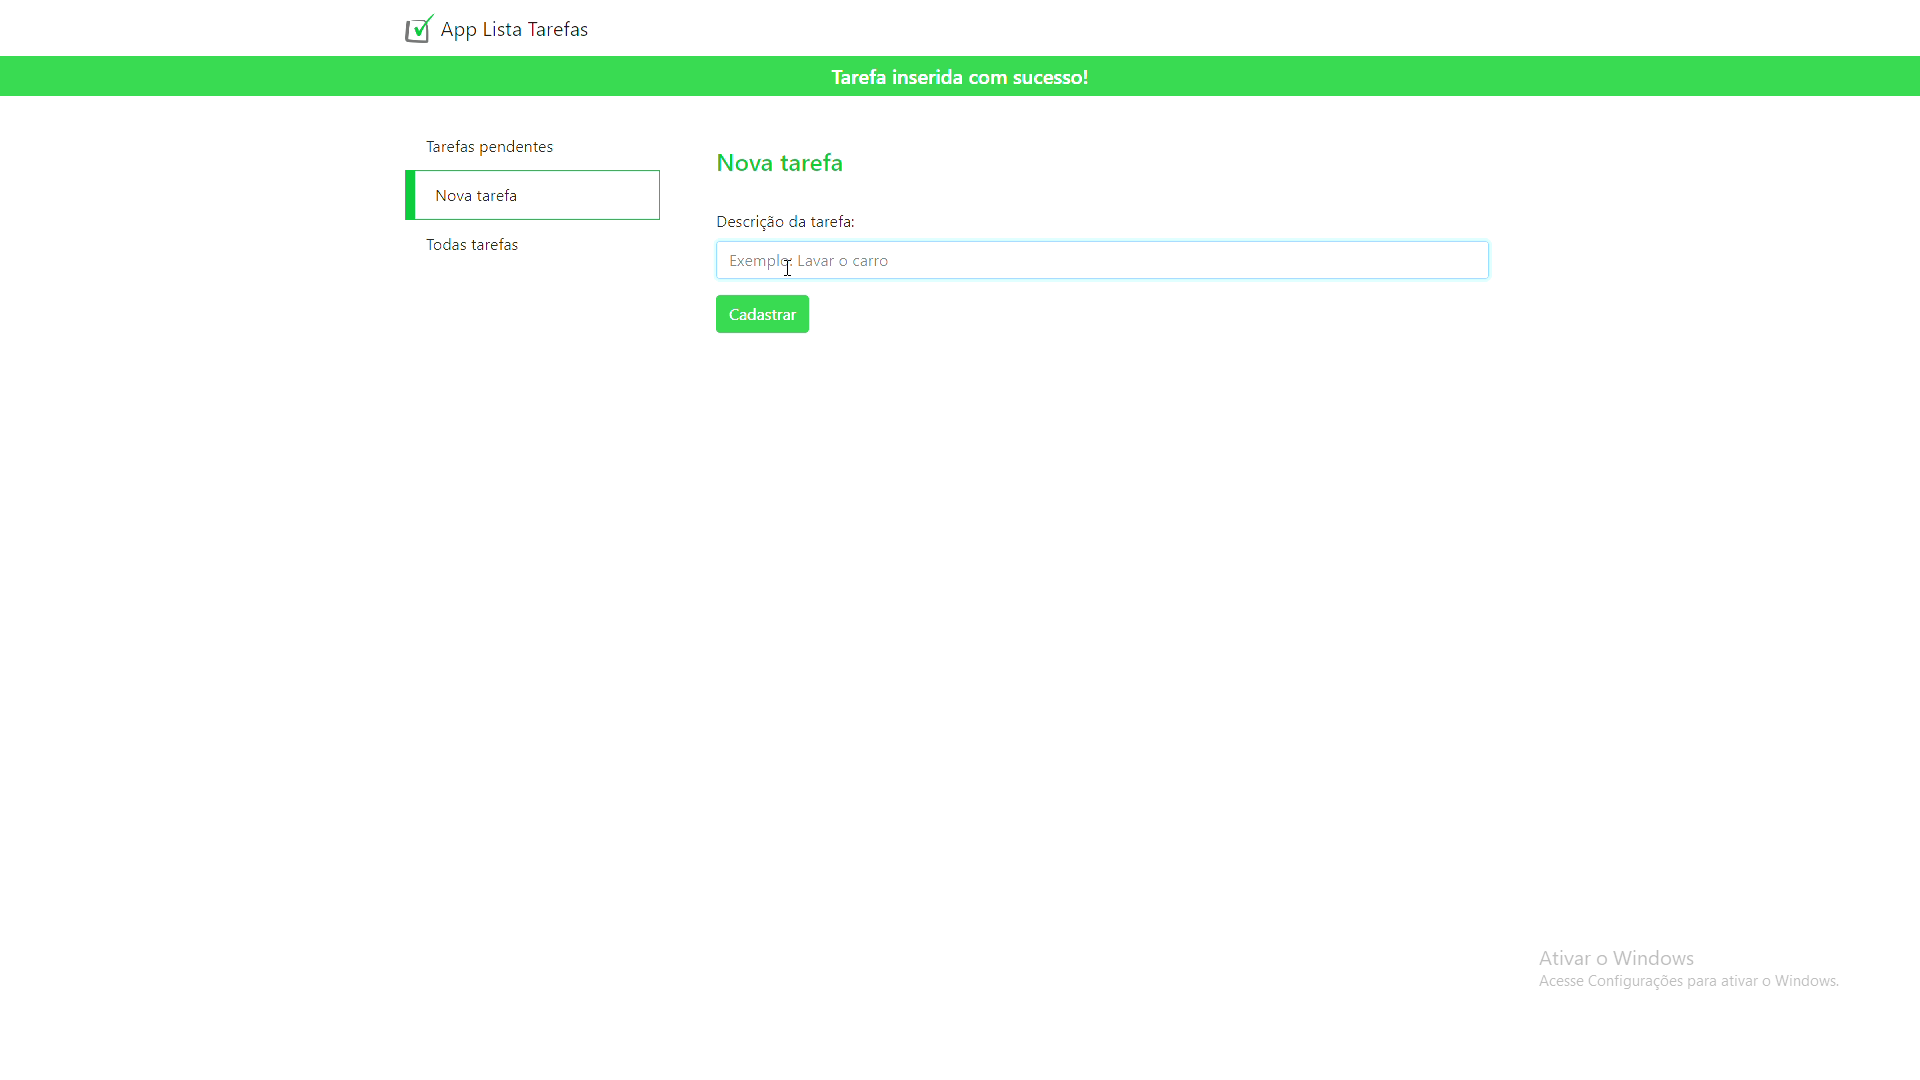 App Lista Tarefas
Tarefa inserida com sucesso!
Tarefas pendentes
Nova tarefa
Todas tarefas
Nova tarefa
Descrição da tarefa:
Exemplo: Lavar o carro
Cadastrar
Ativar o Windows
Acesse Configurações para ativar o Windows.